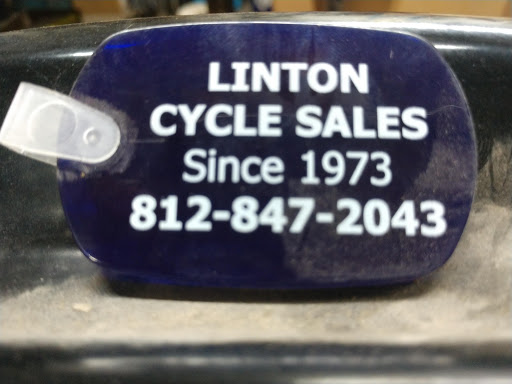 LINTON
CYCLE SALES
Since 1973
812-847-2043